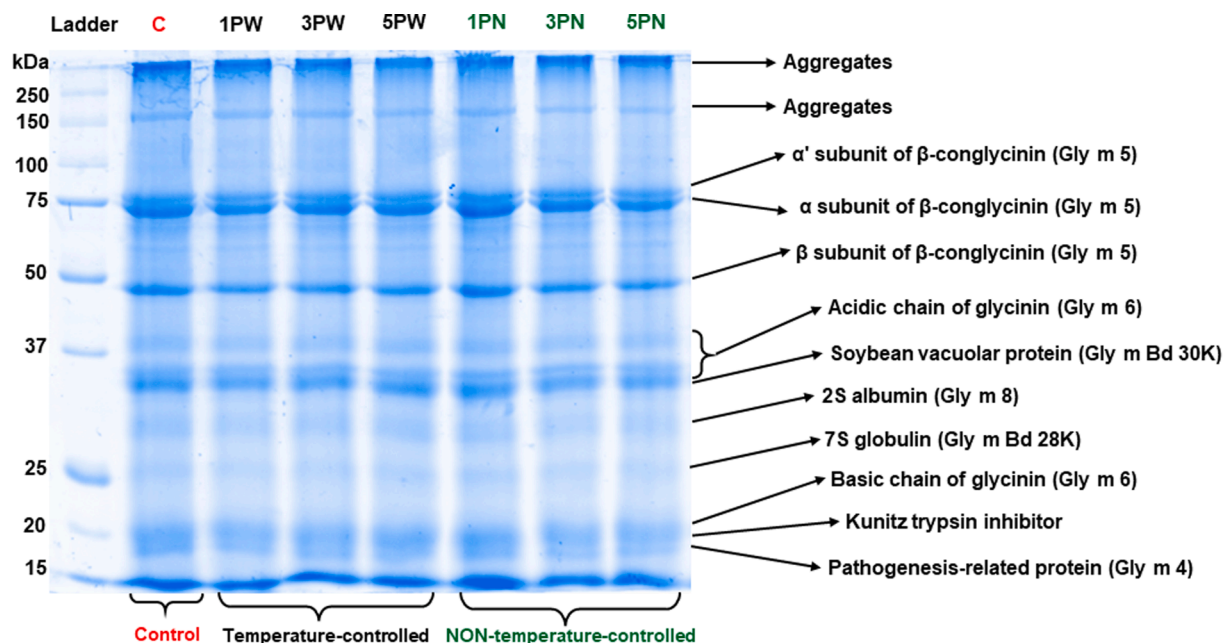 Ladder C 1PW 3PW 5PW 1PN 3PN 5PN
kDa
250
150
100
75
50
37
25
20
15
Aggregates
Aggregates
α' subunit of β-conglycinin (Gly m 5)
α subunit of β-conglycinin (Gly m 5)
β subunit of β-conglycinin (Gly m 5)
Acidic chain of glycinin (Gly m 6)
Soybean vacuolar protein (Gly m Bd 30K)
2S albumin (Gly m 8)
7S globulin (Gly m Bd 28K)
Basic chain of glycinin (Gly m 6)
Kunitz trypsin inhibitor
Pathogenesis-related protein (Gly m 4)
Control Temperature-controlled NON-temperature-controlled